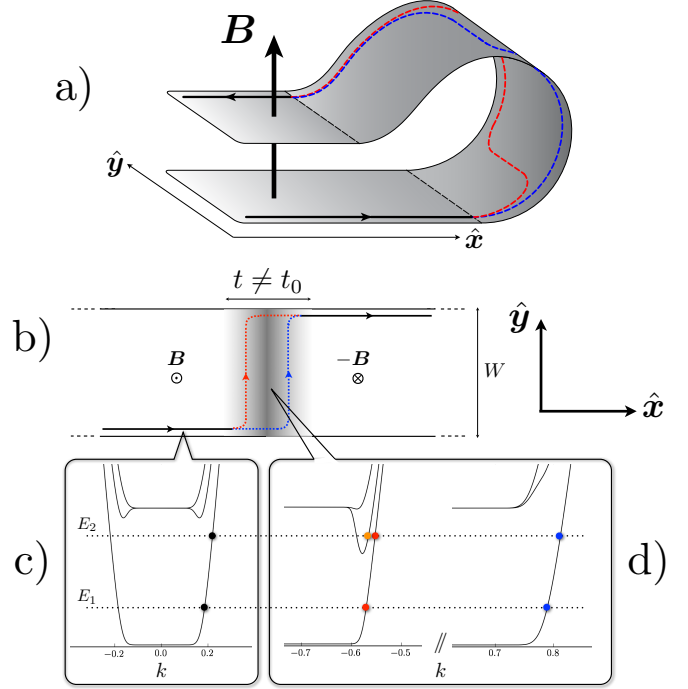 a)
B
ŷ
x̂
t ≠ t₀
b)
B
⊙
−B
⊗
W
ŷ
x̂
c)
E₂
E₁
−0.2 0.0 0.2
k
d)
−0.7 −0.6 −0.5 // 0.7 0.8
k